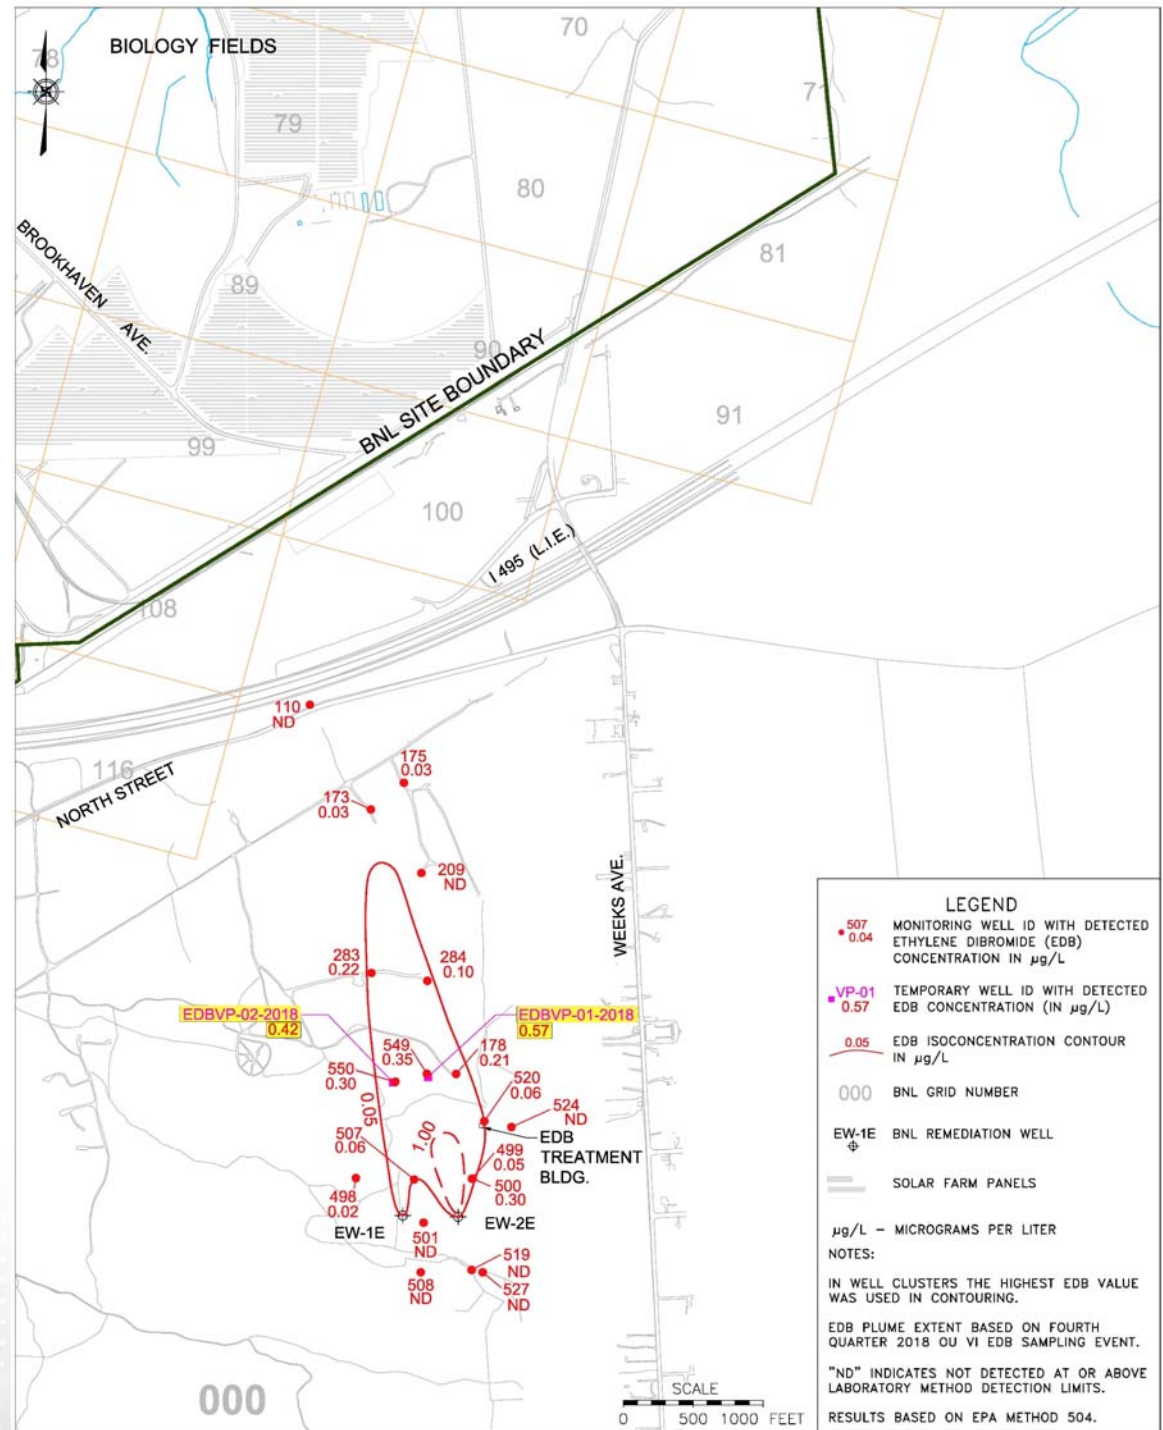 BIOLOGY FIELDS
70
78
79
71
80
BROOKHAVEN AVE.
81
89
90
BNL SITE BOUNDARY
91
99
100
I 495 (L.I.E.)
108
110
ND
116
NORTH STREET
175
0.03
173
0.03
209
ND
WEEKS AVE.
283
0.22
284
0.10
EDBVP-02-2018
0.42
EDBVP-01-2018
0.57
549
0.35
178
0.21
550
0.30
0.05
520
0.06
524
ND
507
0.06
1.00
EDB
TREATMENT
BLDG.
499
0.05
500
0.30
498
0.02
EW-1E
EW-2E
501
ND
519
ND
508
ND
527
ND
000
SCALE
0 500 1000 FEET
LEGEND
507
0.04
MONITORING WELL ID WITH DETECTED
ETHYLENE DIBROMIDE (EDB)
CONCENTRATION IN µg/L
VP-01
0.57
TEMPORARY WELL ID WITH DETECTED
EDB CONCENTRATION (IN µg/L)
0.05
EDB ISOCONCENTRATION CONTOUR
IN µg/L
000 BNL GRID NUMBER
EW-1E BNL REMEDIATION WELL
SOLAR FARM PANELS
µg/L – MICROGRAMS PER LITER
NOTES:
IN WELL CLUSTERS THE HIGHEST EDB VALUE
WAS USED IN CONTOURING.
EDB PLUME EXTENT BASED ON FOURTH
QUARTER 2018 OU VI EDB SAMPLING EVENT.
"ND" INDICATES NOT DETECTED AT OR ABOVE
LABORATORY METHOD DETECTION LIMITS.
RESULTS BASED ON EPA METHOD 504.